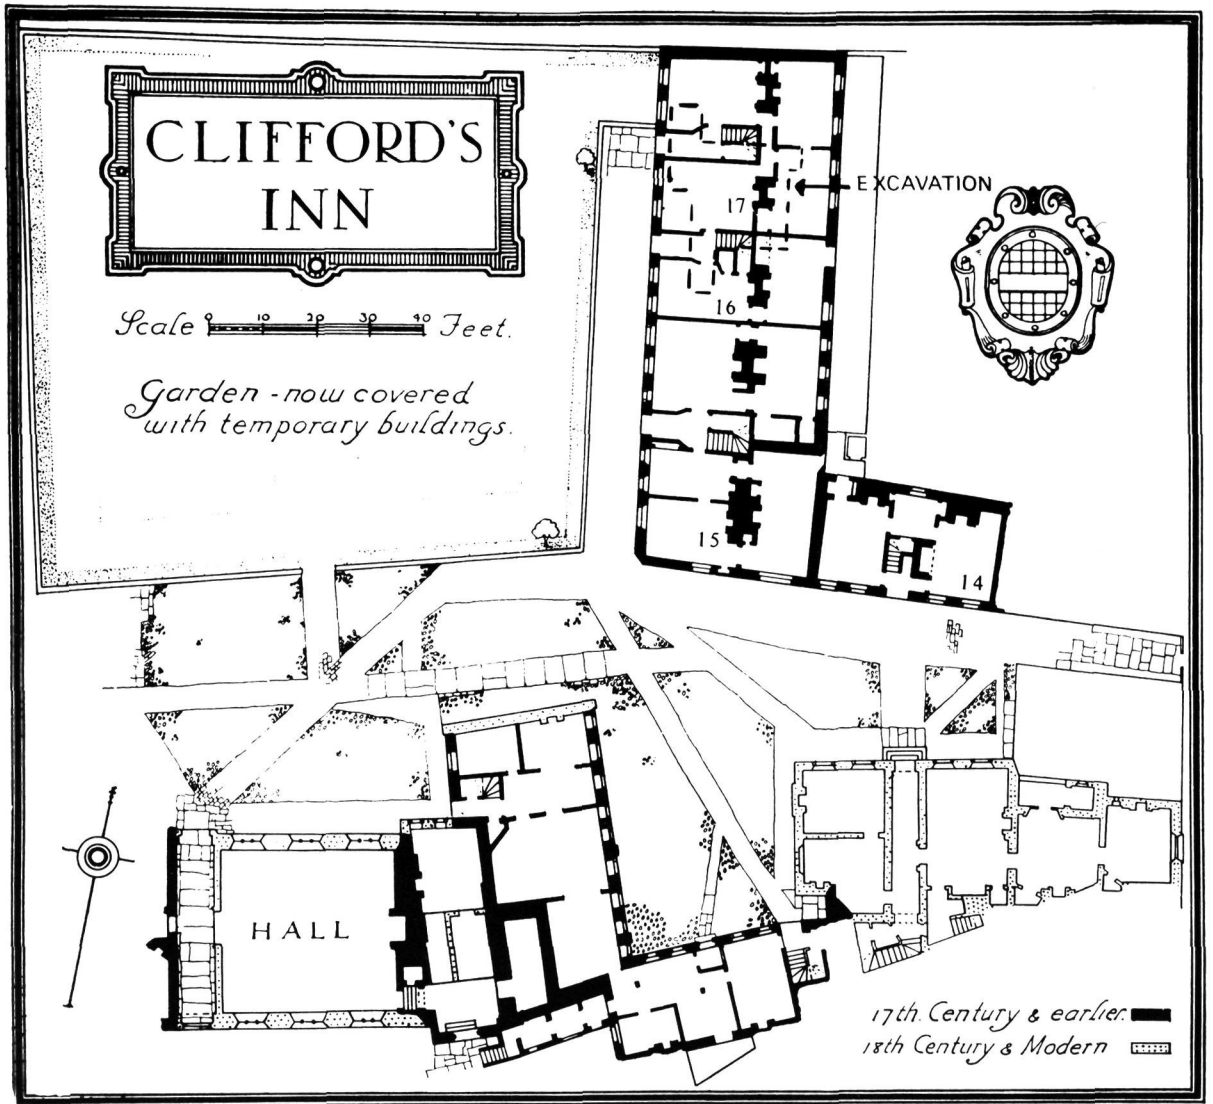 CLIFFORD'S
INN
Scale 0 10 20 30 40 Feet.
Garden - now covered
with temporary buildings.
EXCAVATION
17
16
15
14
HALL
17th. Century & earlier.
18th Century & Modern